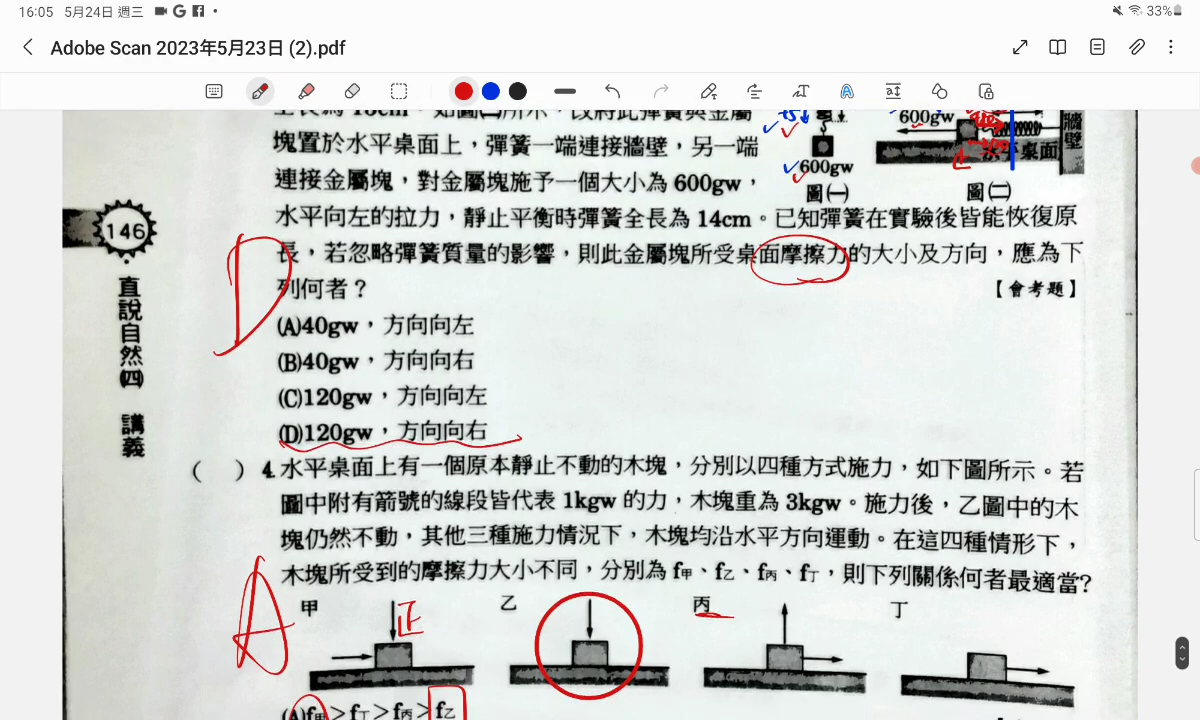 16:05 5月24日 週三
33%
Adobe Scan 2023年5月23日 (2).pdf
塊置於水平桌面上，彈簧一端連接牆壁，另一端
連接金屬塊，對金屬塊施予一個大小為600gw，
水平向左的拉力，靜止平衡時彈簧全長為14cm。已知彈簧在實驗後皆能恢復原
長，若忽略彈簧質量的影響，則此金屬塊所受桌面摩擦力的大小及方向，應為下
列何者？
【會考題】
600gw
圖(一)
600gw
牆壁
水平桌面
圖(二)
D
(A)40gw，方向向左
(B)40gw，方向向右
(C)120gw，方向向左
(D)120gw，方向向右
146
直說自然(四) 講義
( ) 4. 水平桌面上有一個原本靜止不動的木塊，分別以四種方式施力，如下圖所示。若
圖中附有箭號的線段皆代表1kgw的力，木塊重為3kgw。施力後，乙圖中的木
塊仍然不動，其他三種施力情況下，木塊均沿水平方向運動。在這四種情形下，
木塊所受到的摩擦力大小不同，分別為f甲、f乙、f丙、f丁，則下列關係何者最適當?
A
甲
正
乙
丙
丁
(A)f甲>f丁>f丙>f乙